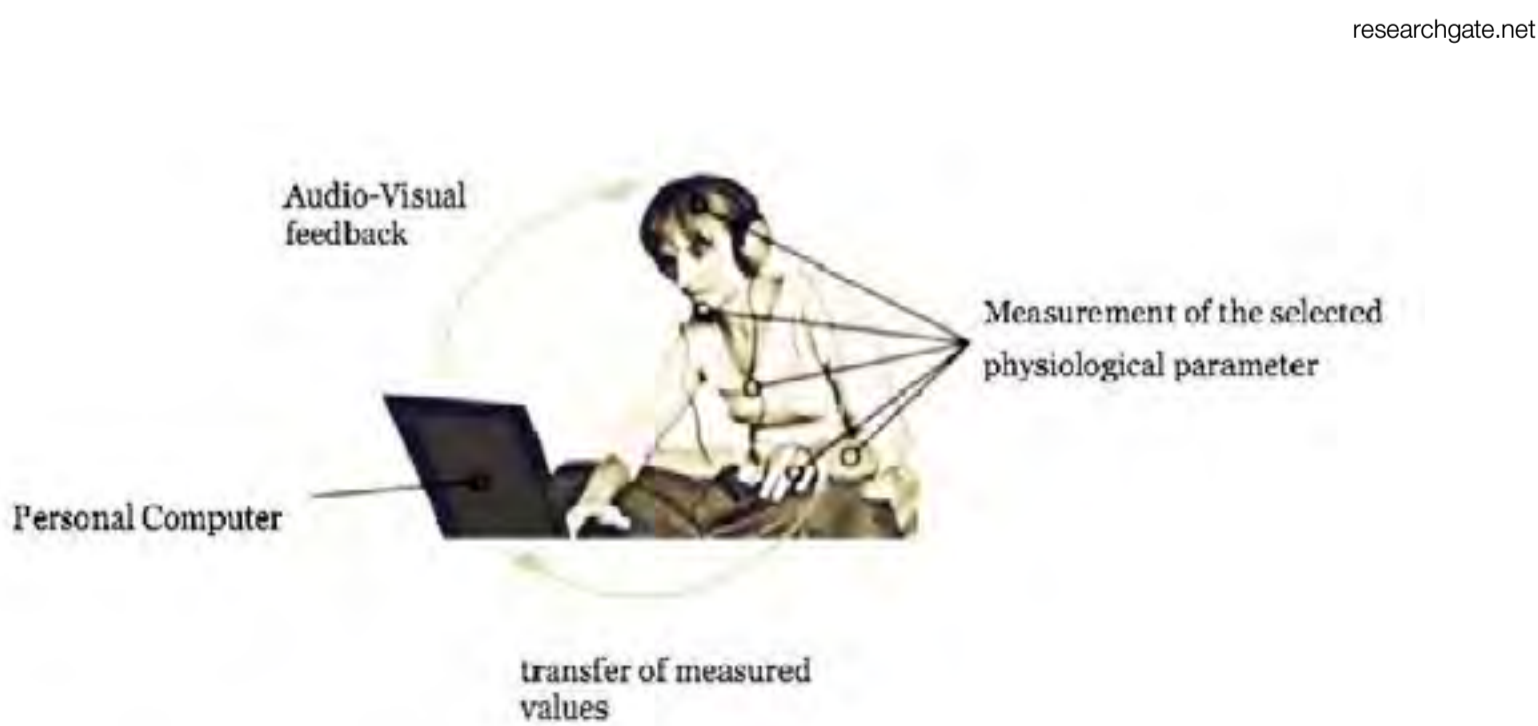 researchgate.net
Audio-Visual
feedback
Measurement of the selected
physiological parameter
Personal Computer
transfer of measured
values